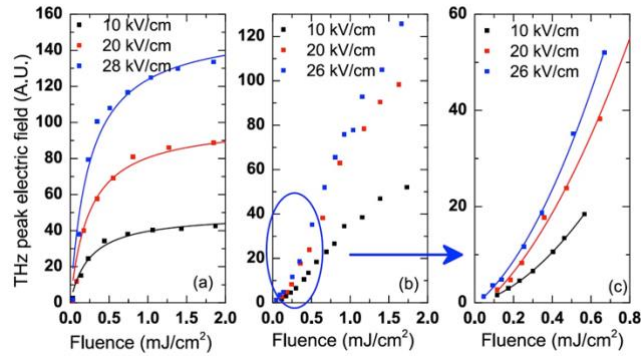 THz peak electric field (A.U.)
160
140
120
100
80
60
40
20
0
10 kV/cm
20 kV/cm
28 kV/cm
(a)
0.0 0.5 1.0 1.5 2.0
Fluence (mJ/cm²)
120
100
80
60
40
20
0
10 kV/cm
20 kV/cm
26 kV/cm
(b)
0.0 0.5 1.0 1.5 2.0
Fluence (mJ/cm²)
60
40
20
0
10 kV/cm
20 kV/cm
26 kV/cm
(c)
0.0 0.2 0.4 0.6 0.8
Fluence (mJ/cm²)